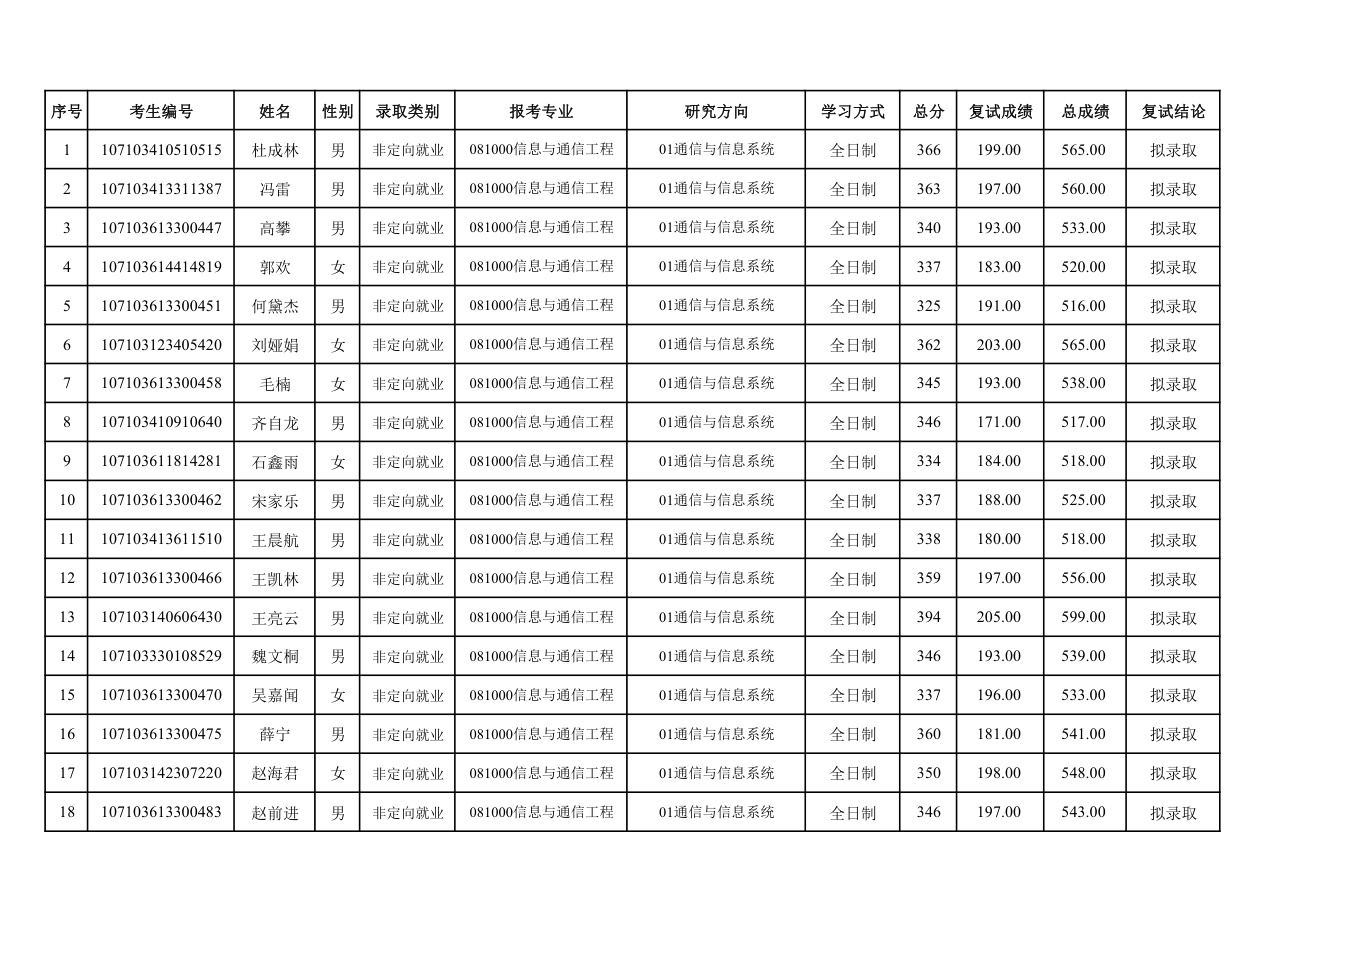 序号 考生编号 姓名 性别 录取类别 报考专业 研究方向 学习方式 总分 复试成绩 总成绩 复试结论
1 107103410510515 杜成林 男 非定向就业 081000信息与通信工程 01通信与信息系统 全日制 366 199.00 565.00 拟录取
2 107103413311387 冯雷 男 非定向就业 081000信息与通信工程 01通信与信息系统 全日制 363 197.00 560.00 拟录取
3 107103613300447 高攀 男 非定向就业 081000信息与通信工程 01通信与信息系统 全日制 340 193.00 533.00 拟录取
4 107103614414819 郭欢 女 非定向就业 081000信息与通信工程 01通信与信息系统 全日制 337 183.00 520.00 拟录取
5 107103613300451 何黛杰 男 非定向就业 081000信息与通信工程 01通信与信息系统 全日制 325 191.00 516.00 拟录取
6 107103123405420 刘娅娟 女 非定向就业 081000信息与通信工程 01通信与信息系统 全日制 362 203.00 565.00 拟录取
7 107103613300458 毛楠 女 非定向就业 081000信息与通信工程 01通信与信息系统 全日制 345 193.00 538.00 拟录取
8 107103410910640 齐自龙 男 非定向就业 081000信息与通信工程 01通信与信息系统 全日制 346 171.00 517.00 拟录取
9 107103611814281 石鑫雨 女 非定向就业 081000信息与通信工程 01通信与信息系统 全日制 334 184.00 518.00 拟录取
10 107103613300462 宋家乐 男 非定向就业 081000信息与通信工程 01通信与信息系统 全日制 337 188.00 525.00 拟录取
11 107103413611510 王晨航 男 非定向就业 081000信息与通信工程 01通信与信息系统 全日制 338 180.00 518.00 拟录取
12 107103613300466 王凯林 男 非定向就业 081000信息与通信工程 01通信与信息系统 全日制 359 197.00 556.00 拟录取
13 107103140606430 王亮云 男 非定向就业 081000信息与通信工程 01通信与信息系统 全日制 394 205.00 599.00 拟录取
14 107103330108529 魏文桐 男 非定向就业 081000信息与通信工程 01通信与信息系统 全日制 346 193.00 539.00 拟录取
15 107103613300470 吴嘉闻 女 非定向就业 081000信息与通信工程 01通信与信息系统 全日制 337 196.00 533.00 拟录取
16 107103613300475 薛宁 男 非定向就业 081000信息与通信工程 01通信与信息系统 全日制 360 181.00 541.00 拟录取
17 107103142307220 赵海君 女 非定向就业 081000信息与通信工程 01通信与信息系统 全日制 350 198.00 548.00 拟录取
18 107103613300483 赵前进 男 非定向就业 081000信息与通信工程 01通信与信息系统 全日制 346 197.00 543.00 拟录取